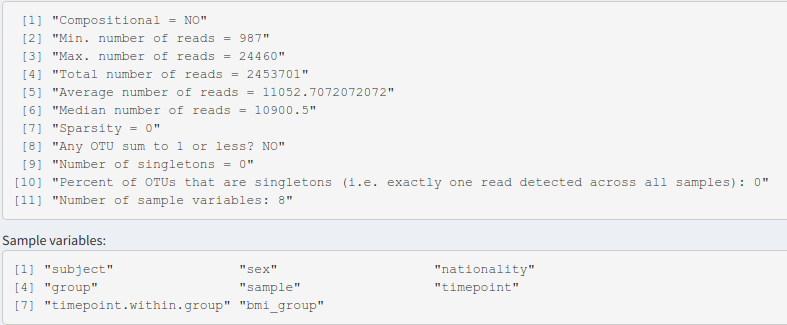 [1] "Compositional = NO"
[2] "Min. number of reads = 987"
[3] "Max. number of reads = 24460"
[4] "Total number of reads = 2453701"
[5] "Average number of reads = 11052.7072072072"
[6] "Median number of reads = 10900.5"
[7] "Sparsity = 0"
[8] "Any OTU sum to 1 or less? NO"
[9] "Number of singletons = 0"
[10] "Percent of OTUs that are singletons (i.e. exactly one read detected across all samples): 0"
[11] "Number of sample variables: 8"
Sample variables:
[1] "subject" "sex" "nationality"
[4] "group" "sample" "timepoint"
[7] "timepoint.within.group" "bmi_group"